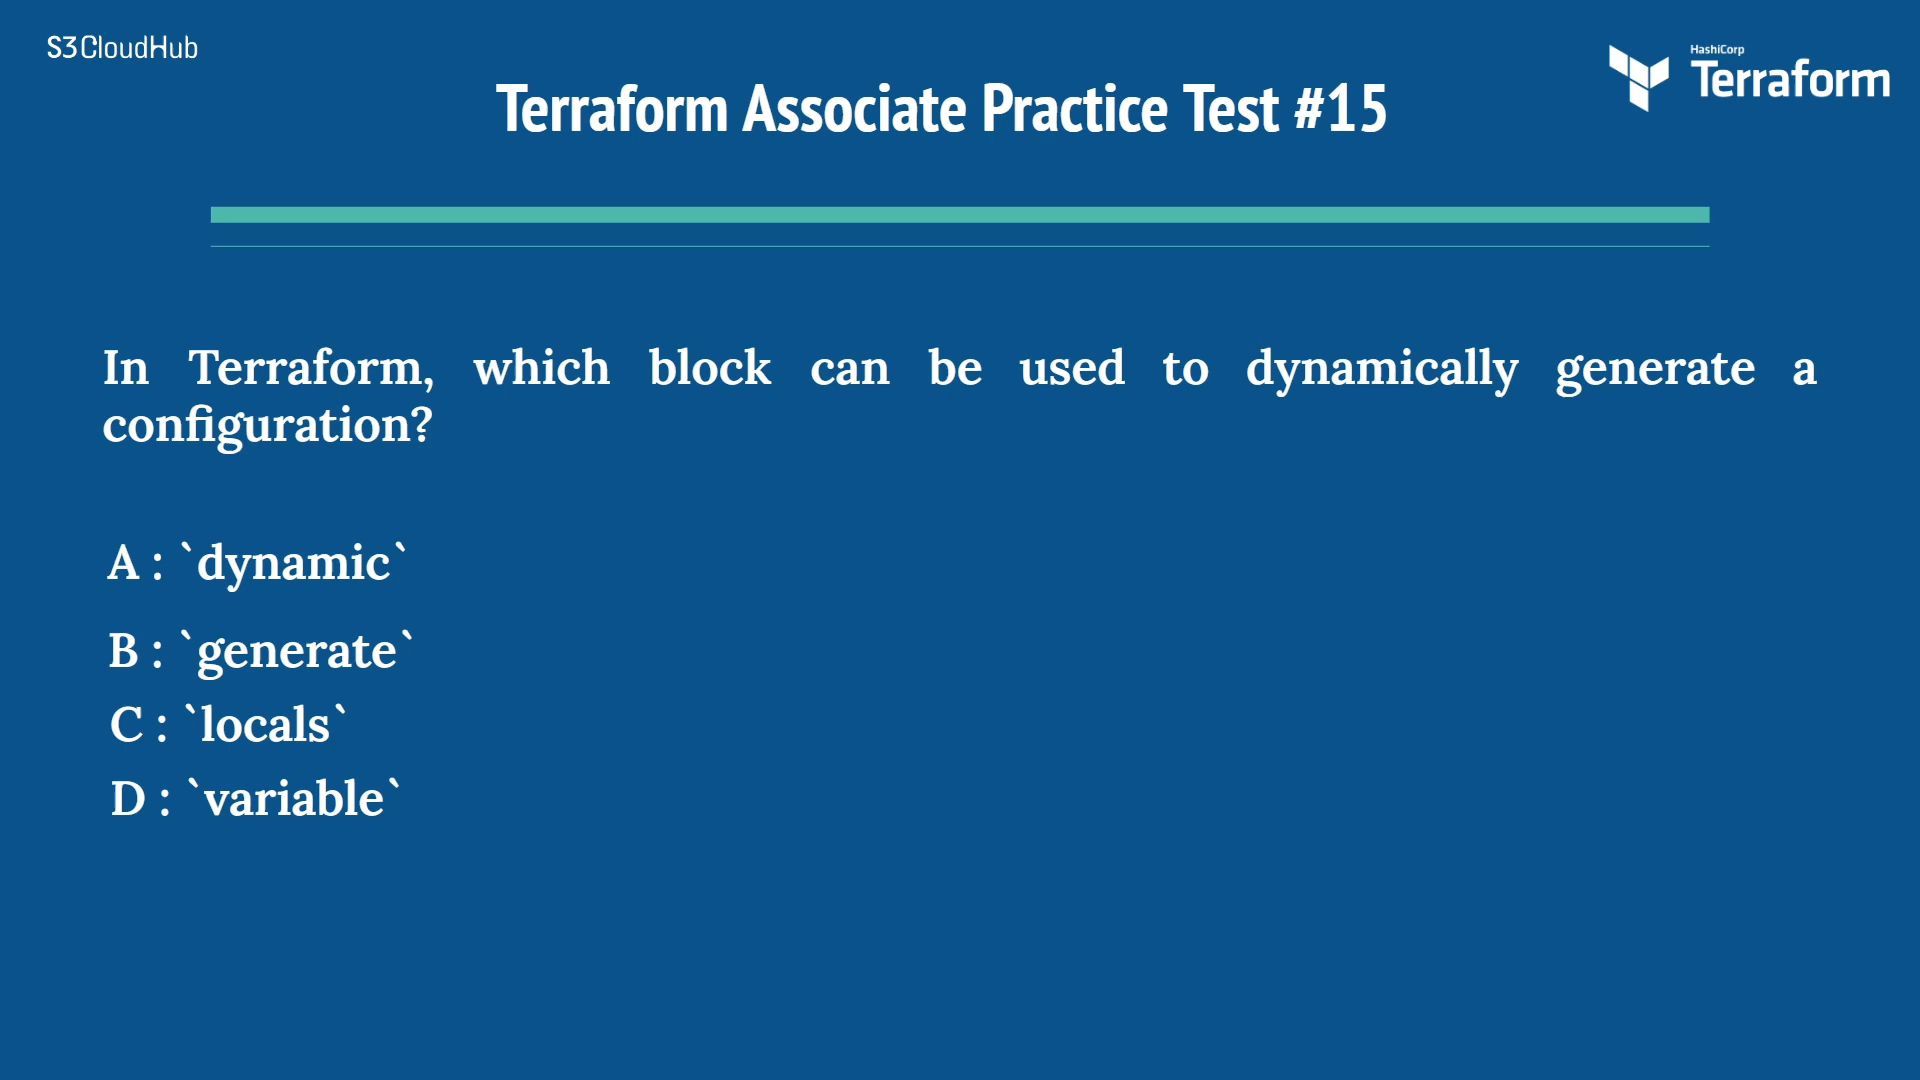 S3CloudHub
HashiCorp
Terraform
Terraform Associate Practice Test #15
In Terraform, which block can be used to dynamically generate a
configuration?
A : `dynamic`
B : `generate`
C : `locals`
D : `variable`